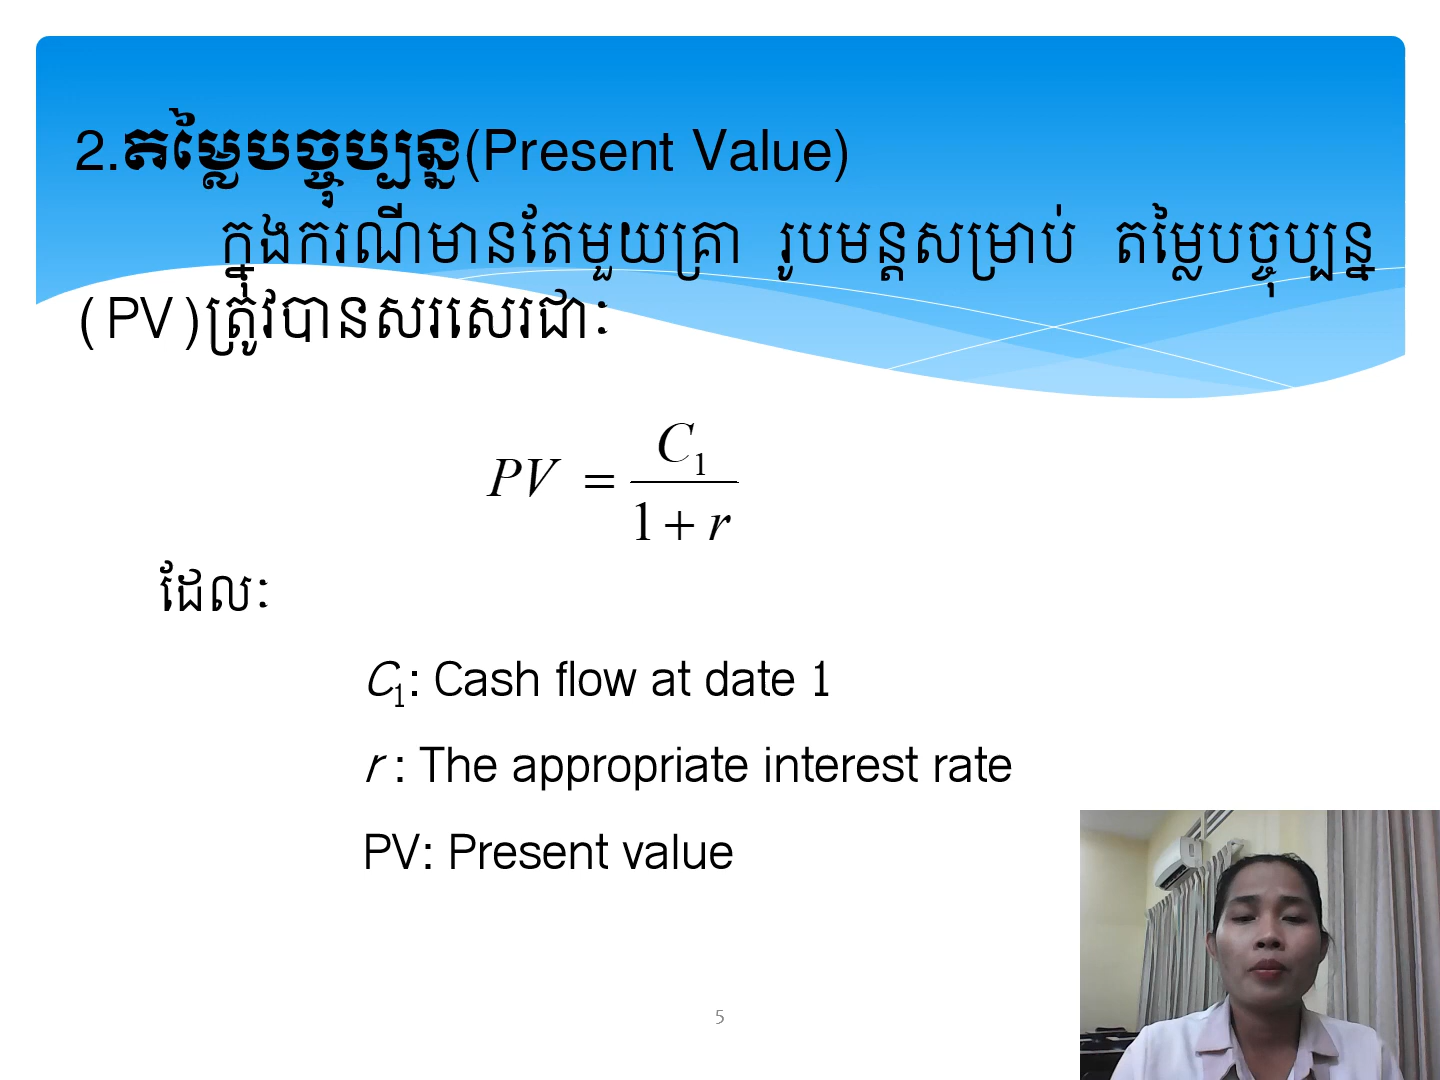 2.តម្លៃបច្ចុប្បន្ន(Present Value)
ក្នុងករណីមានតែមួយគ្រា រូបមន្តសម្រាប់ តម្លៃបច្ចុប្បន្ន
(PV)ត្រូវបានសរសេរជាៈ
PV = C₁ / 1 + r
ដែលៈ
C₁: Cash flow at date 1
r : The appropriate interest rate
PV: Present value
5